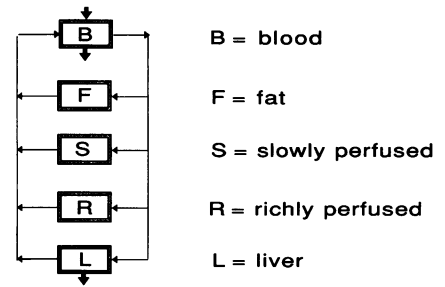 B B = blood
F F = fat
S S = slowly perfused
R R = richly perfused
L L = liver